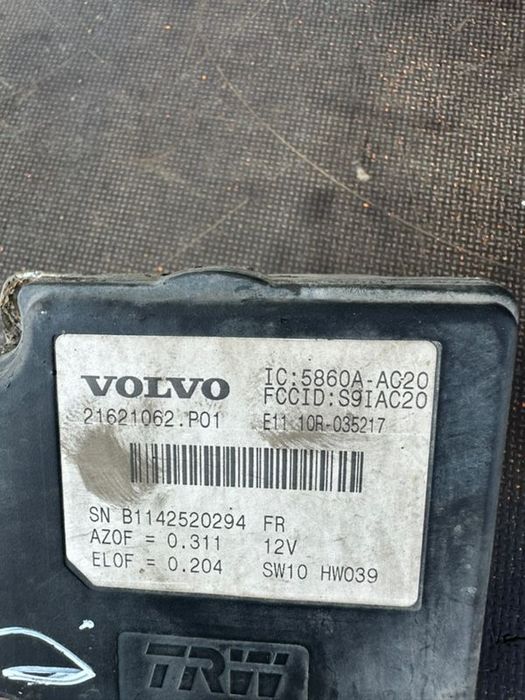 VOLVO
IC:5860A-AC20
FCCID:S9IAC20
21621062.P01
E11 10R-035217
SN B1142520294 FR
AZOF = 0.311 12V
ELOF = 0.204 SW10 HW039
TRW